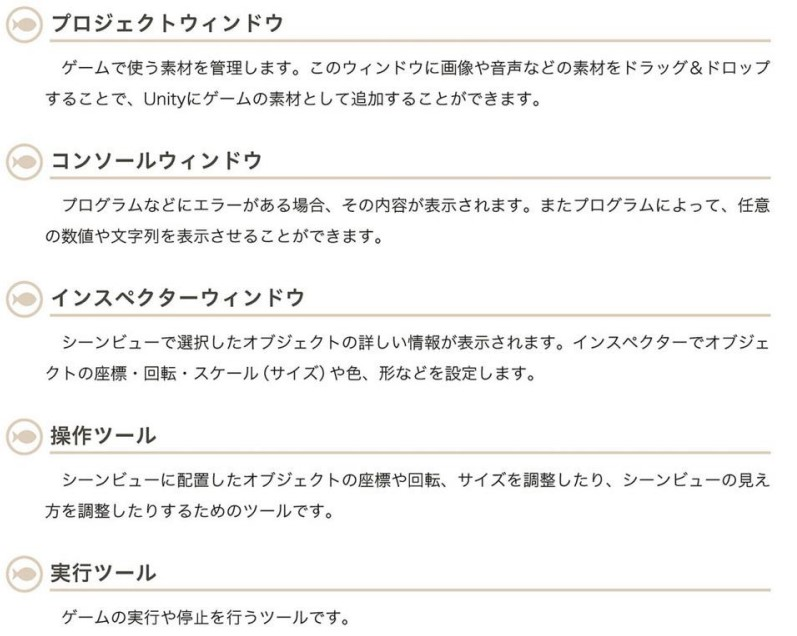 プロジェクトウィンドウ
ゲームで使う素材を管理します。このウィンドウに画像や音声などの素材をドラッグ＆ドロップ
することで、Unityにゲームの素材として追加することができます。
コンソールウィンドウ
プログラムなどにエラーがある場合、その内容が表示されます。またプログラムによって、任意
の数値や文字列を表示させることができます。
インスペクターウィンドウ
シーンビューで選択したオブジェクトの詳しい情報が表示されます。インスペクターでオブジェ
クトの座標・回転・スケール（サイズ）や色、形などを設定します。
操作ツール
シーンビューに配置したオブジェクトの座標や回転、サイズを調整したり、シーンビューの見え
方を調整したりするためのツールです。
実行ツール
ゲームの実行や停止を行うツールです。